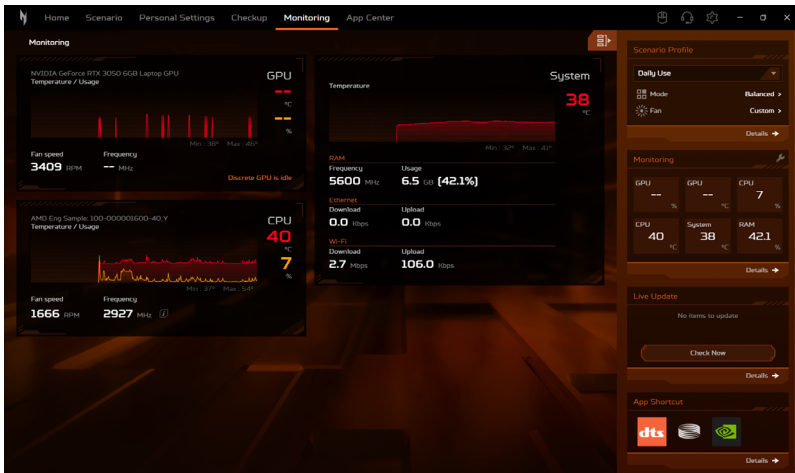 Home Scenario Personal Settings Checkup Monitoring App Center
Monitoring
NVIDIA GeForce RTX 3050 6GB Laptop GPU
Temperature / Usage
GPU
--
°C
--
%
Min : 38° Max : 46°
Fan speed Frequency
3409 RPM -- MHz
Discrete GPU is idle
AMD Eng Sample: 100-000001600-40_Y
Temperature / Usage
CPU
40
°C
7
%
Min : 37° Max : 54°
Fan speed Frequency
1666 RPM 2927 MHz
System
Temperature
38
°C
Min : 32° Max : 41°
RAM
Frequency Usage
5600 MHz 6.5 GB (42.1%)
Ethernet
Download Upload
0.0 Kbps 0.0 Kbps
Wi-Fi
Download Upload
2.7 Mbps 106.0 Kbps
Scenario Profile
Daily Use
Mode Balanced >
Fan Custom >
Details →
Monitoring
GPU GPU CPU
-- -- 7
% °C %
CPU System RAM
40 38 42.1
°C °C %
Details →
Live Update
No items to update
Check Now
Details →
App Shortcut
dts
Details →